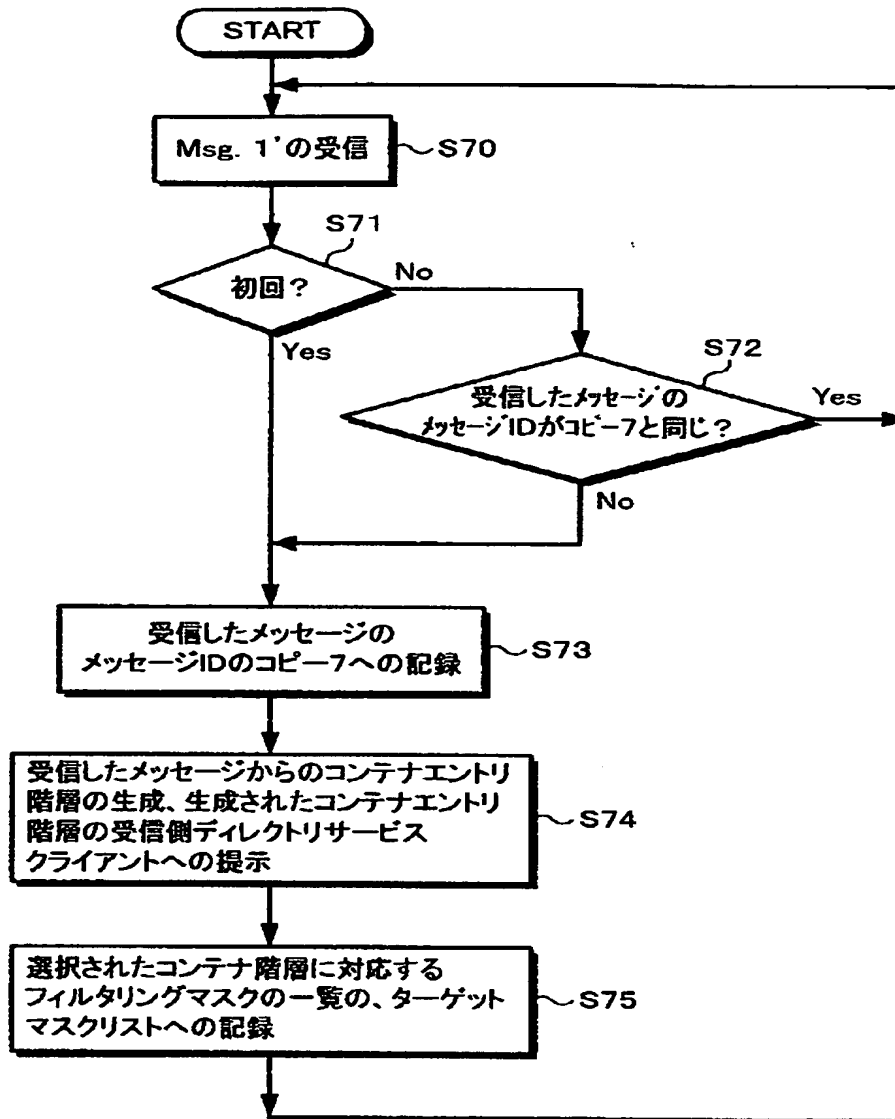 START
Msg. 1'の受信
S70
S71
初回?
No
Yes
S72
受信したメッセージの
メッセージIDがコピー7と同じ?
Yes
No
受信したメッセージの
メッセージIDのコピー7への記録
S73
受信したメッセージからのコンテナエントリ
階層の生成、生成されたコンテナエントリ
階層の受信側ディレクトリサービス
クライアントへの提示
S74
選択されたコンテナ階層に対応する
フィルタリングマスクの一覧の、ターゲット
マスクリストへの記録
S75